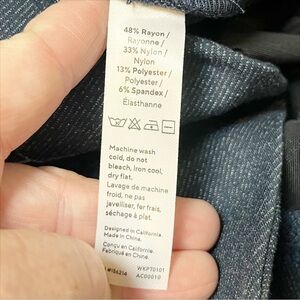 48% Rayon /
Rayonne /
33% Nylon /
Nylon
13% Polyester /
Polyester /
6% Spandex /
Élasthanne
Machine wash
cold, do not
bleach, iron cool,
dry flat.
Lavage de machine
froid, ne pas
javelliser, fer frais,
séchage à plat.
Designed in California.
Made in China.
Conçu en Californie.
Fabriqué en Chine.
WKP70101
#186214 AC00010